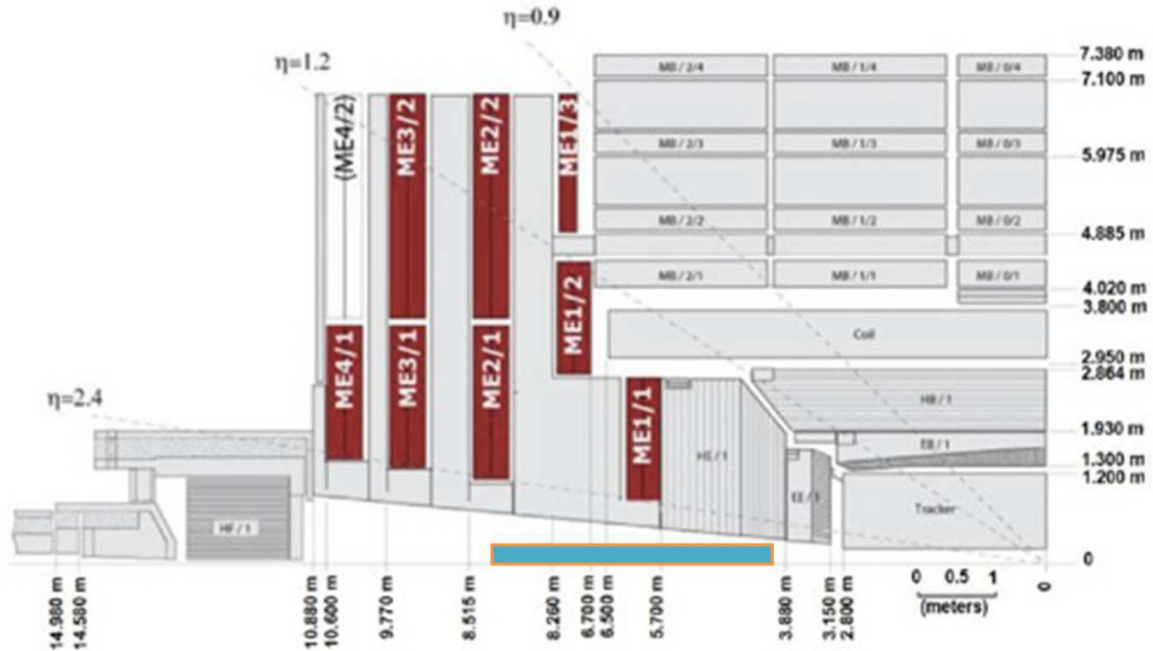 η=0.9
η=1.2
η=2.4
7.380 m
7.100 m
5.975 m
4.885 m
4.020 m
3.800 m
2.950 m
2.864 m
1.930 m
1.300 m
1.200 m
0
MB / 2/4
MB / 1/4
MB / 0/4
MB / 2/3
MB / 1/3
MB / 0/3
MB / 2/2
MB / 1/2
MB / 0/2
MB / 2/1
MB / 1/1
MB / 0/1
(ME4/2)
ME3/2
ME2/2
ME1/3
ME1/2
ME4/1
ME3/1
ME2/1
ME1/1
Coil
HB / 1
EB / 1
HE / 1
EE / 1
Tracker
HF / 1
14.980 m
14.580 m
10.880 m
10.600 m
9.770 m
8.515 m
8.260 m
6.700 m
6.500 m
5.700 m
3.880 m
3.150 m
2.800 m
0
0 0.5 1
(meters)